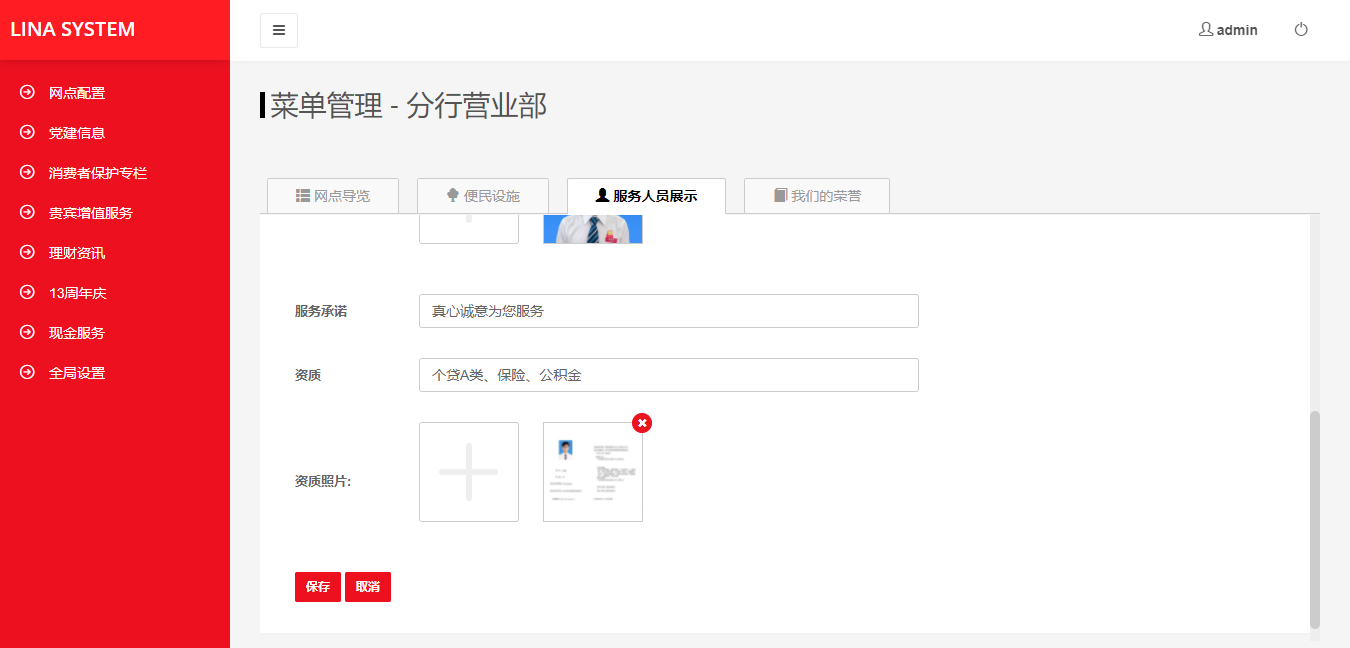 LINA SYSTEM
admin
网点配置
党建信息
消费者保护专栏
贵宾增值服务
理财资讯
13周年庆
现金服务
全局设置
菜单管理 - 分行营业部
网点导览
便民设施
服务人员展示
我们的荣誉
服务承诺
真心诚意为您服务
资质
个贷A类、保险、公积金
资质照片:
保存
取消